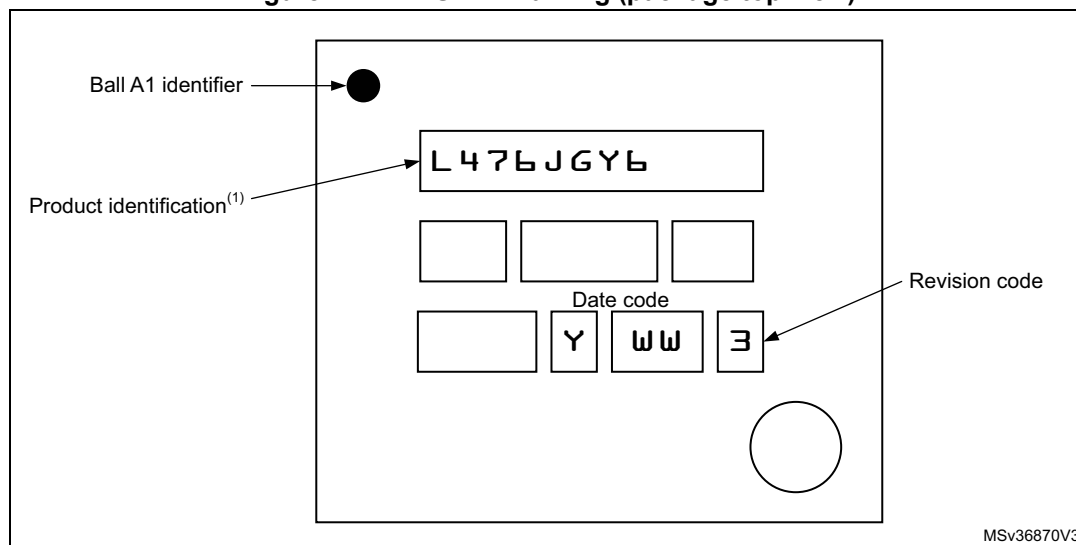 Ball A1 identifier
L476JGY6
Product identification(1)
Revision code
Date code
Y WW 3
MSv36870V3